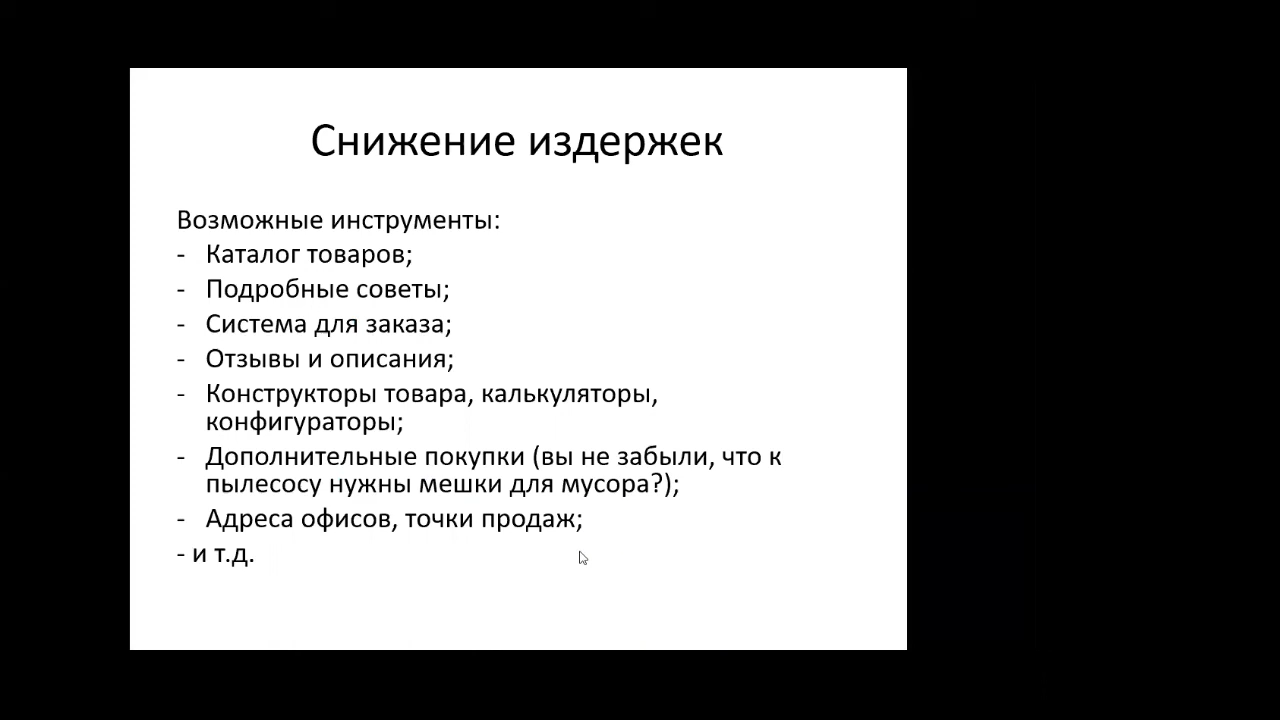 Снижение издержек
Возможные инструменты:
- Каталог товаров;
- Подробные советы;
- Система для заказа;
- Отзывы и описания;
- Конструкторы товара, калькуляторы,
конфигураторы;
- Дополнительные покупки (вы не забыли, что к
пылесосу нужны мешки для мусора?);
- Адреса офисов, точки продаж;
- и т.д.